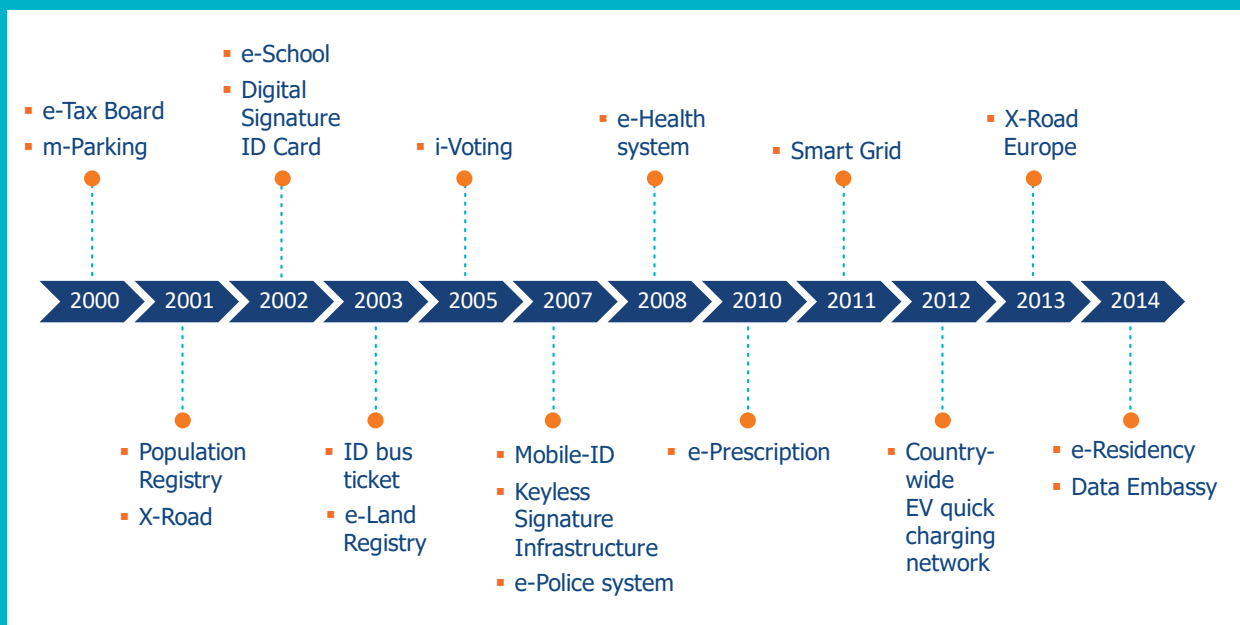 ▪ e-Tax Board
▪ m-Parking
▪ e-School
▪ Digital
Signature
ID Card
▪ i-Voting
▪ e-Health
system
▪ Smart Grid
▪ X-Road
Europe
2000 2001 2002 2003 2005 2007 2008 2010 2011 2012 2013 2014
▪ Population
Registry
▪ X-Road
▪ ID bus
ticket
▪ e-Land
Registry
▪ Mobile-ID
▪ Keyless
Signature
Infrastructure
▪ e-Police system
▪ e-Prescription
▪ Country-
wide
EV quick
charging
network
▪ e-Residency
▪ Data Embassy